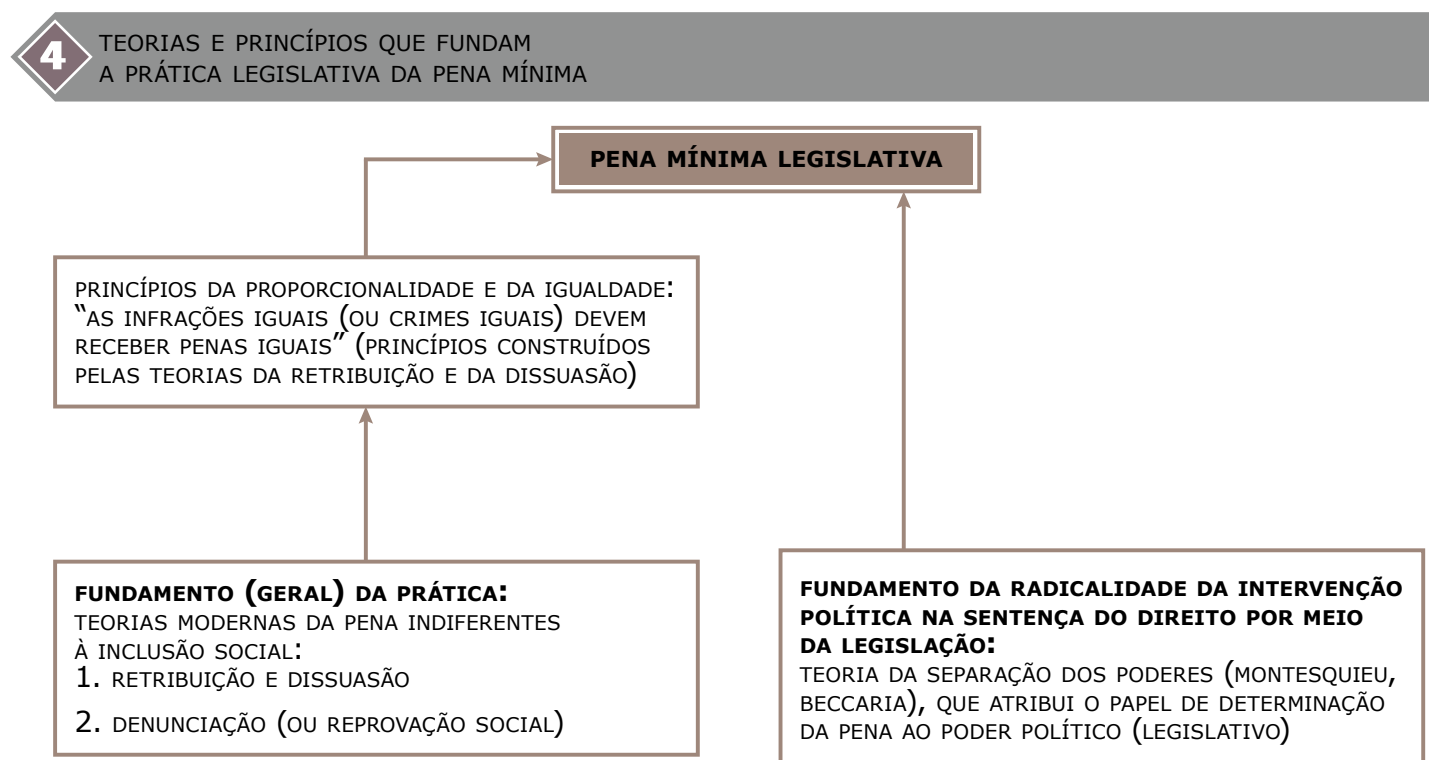 4
TEORIAS E PRINCÍPIOS QUE FUNDAM
A PRÁTICA LEGISLATIVA DA PENA MÍNIMA
PENA MÍNIMA LEGISLATIVA
PRINCÍPIOS DA PROPORCIONALIDADE E DA IGUALDADE:
“AS INFRAÇÕES IGUAIS (OU CRIMES IGUAIS) DEVEM
RECEBER PENAS IGUAIS” (PRINCÍPIOS CONSTRUÍDOS
PELAS TEORIAS DA RETRIBUIÇÃO E DA DISSUASÃO)
FUNDAMENTO (GERAL) DA PRÁTICA:
TEORIAS MODERNAS DA PENA INDIFERENTES
À INCLUSÃO SOCIAL:
1. RETRIBUIÇÃO E DISSUASÃO
2. DENUNCIAÇÃO (OU REPROVAÇÃO SOCIAL)
FUNDAMENTO DA RADICALIDADE DA INTERVENÇÃO
POLÍTICA NA SENTENÇA DO DIREITO POR MEIO
DA LEGISLAÇÃO:
TEORIA DA SEPARAÇÃO DOS PODERES (MONTESQUIEU,
BECCARIA), QUE ATRIBUI O PAPEL DE DETERMINAÇÃO
DA PENA AO PODER POLÍTICO (LEGISLATIVO)